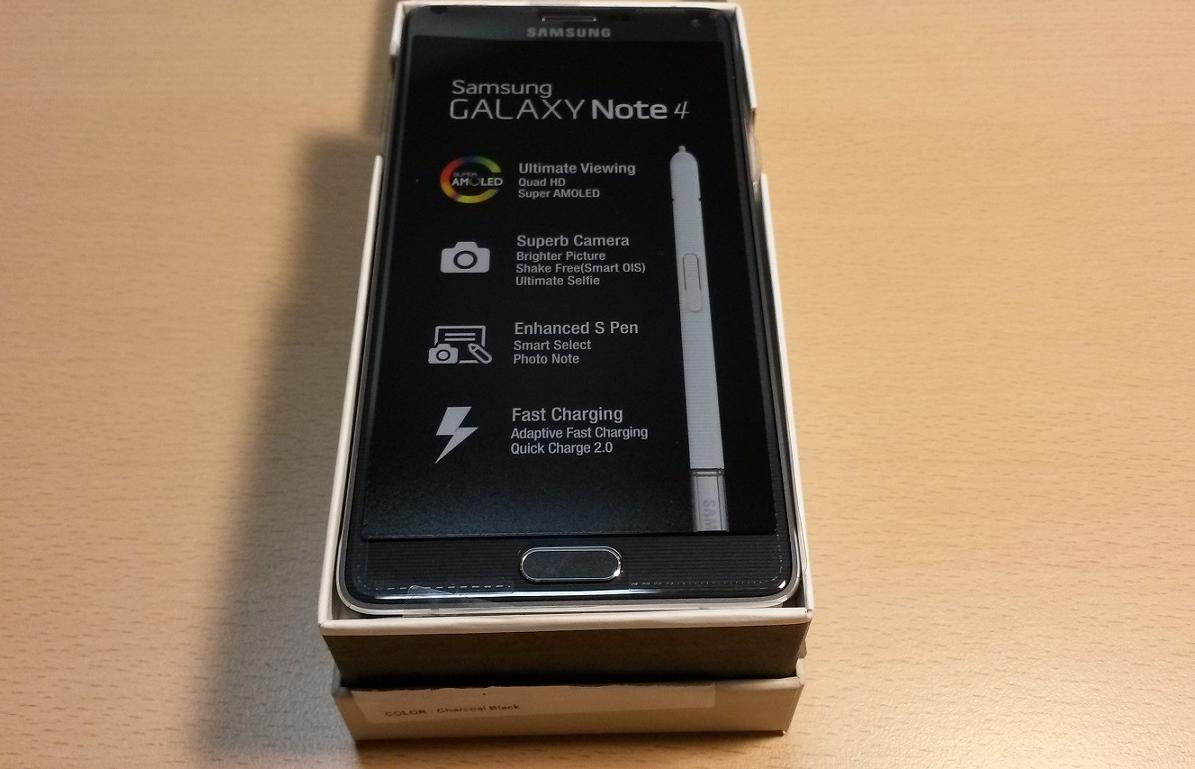 SAMSUNG
Samsung
GALAXY Note 4
SUPER
AMOLED
Ultimate Viewing
Quad HD
Super AMOLED
Superb Camera
Brighter Picture
Shake Free(Smart OIS)
Ultimate Selfie
Enhanced S Pen
Smart Select
Photo Note
Fast Charging
Adaptive Fast Charging
Quick Charge 2.0
SAM
COLOR : Charcoal Black